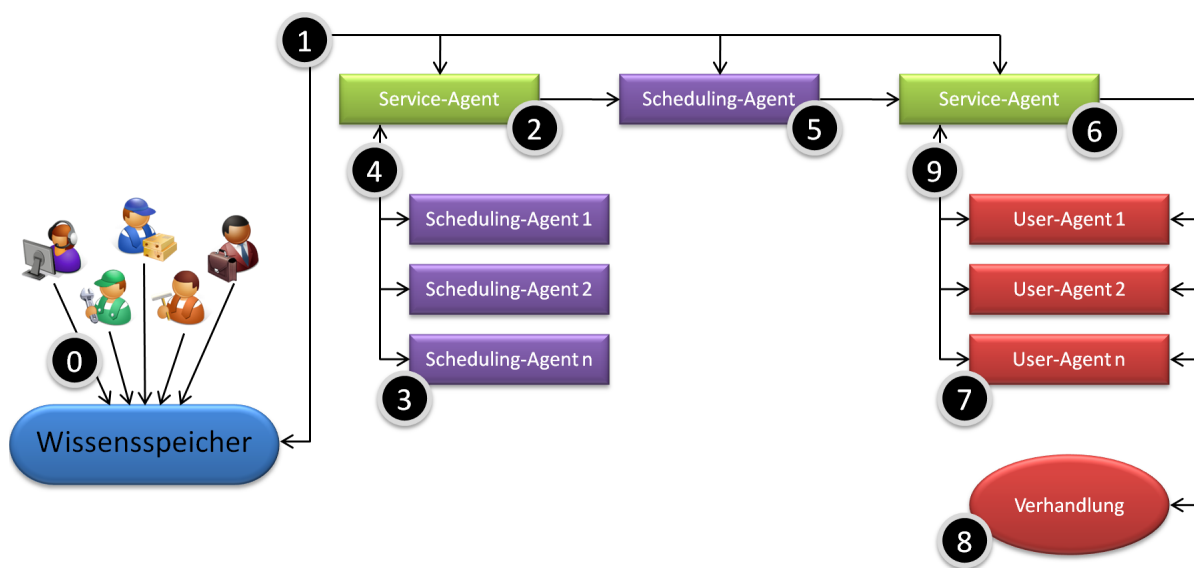 1
Service-Agent
Scheduling-Agent
Service-Agent
2
5
6
4
9
Scheduling-Agent 1
User-Agent 1
Scheduling-Agent 2
User-Agent 2
0
Scheduling-Agent n
User-Agent n
3
7
Wissensspeicher
Verhandlung
8